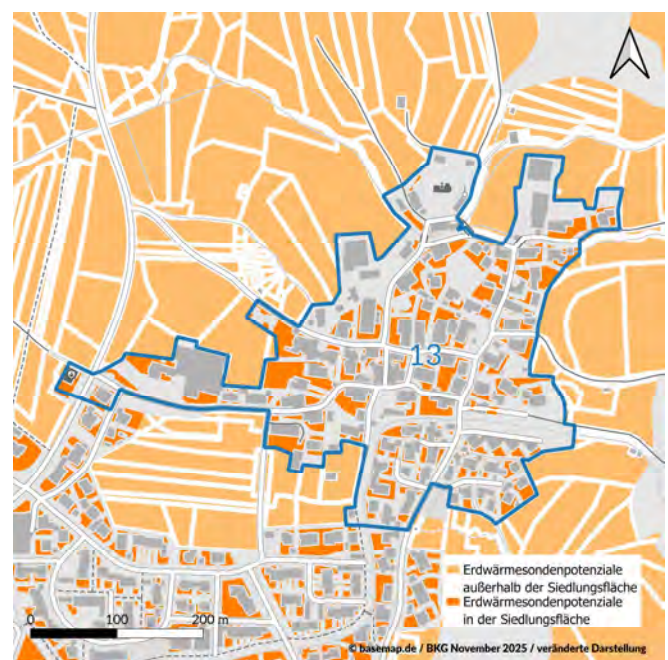 13
Erdwärmesondenpotenziale
außerhalb der Siedlungsfläche
Erdwärmesondenpotenziale
in der Siedlungsfläche
0 100 200 m
© basemap.de / BKG November 2025 / veränderte Darstellung